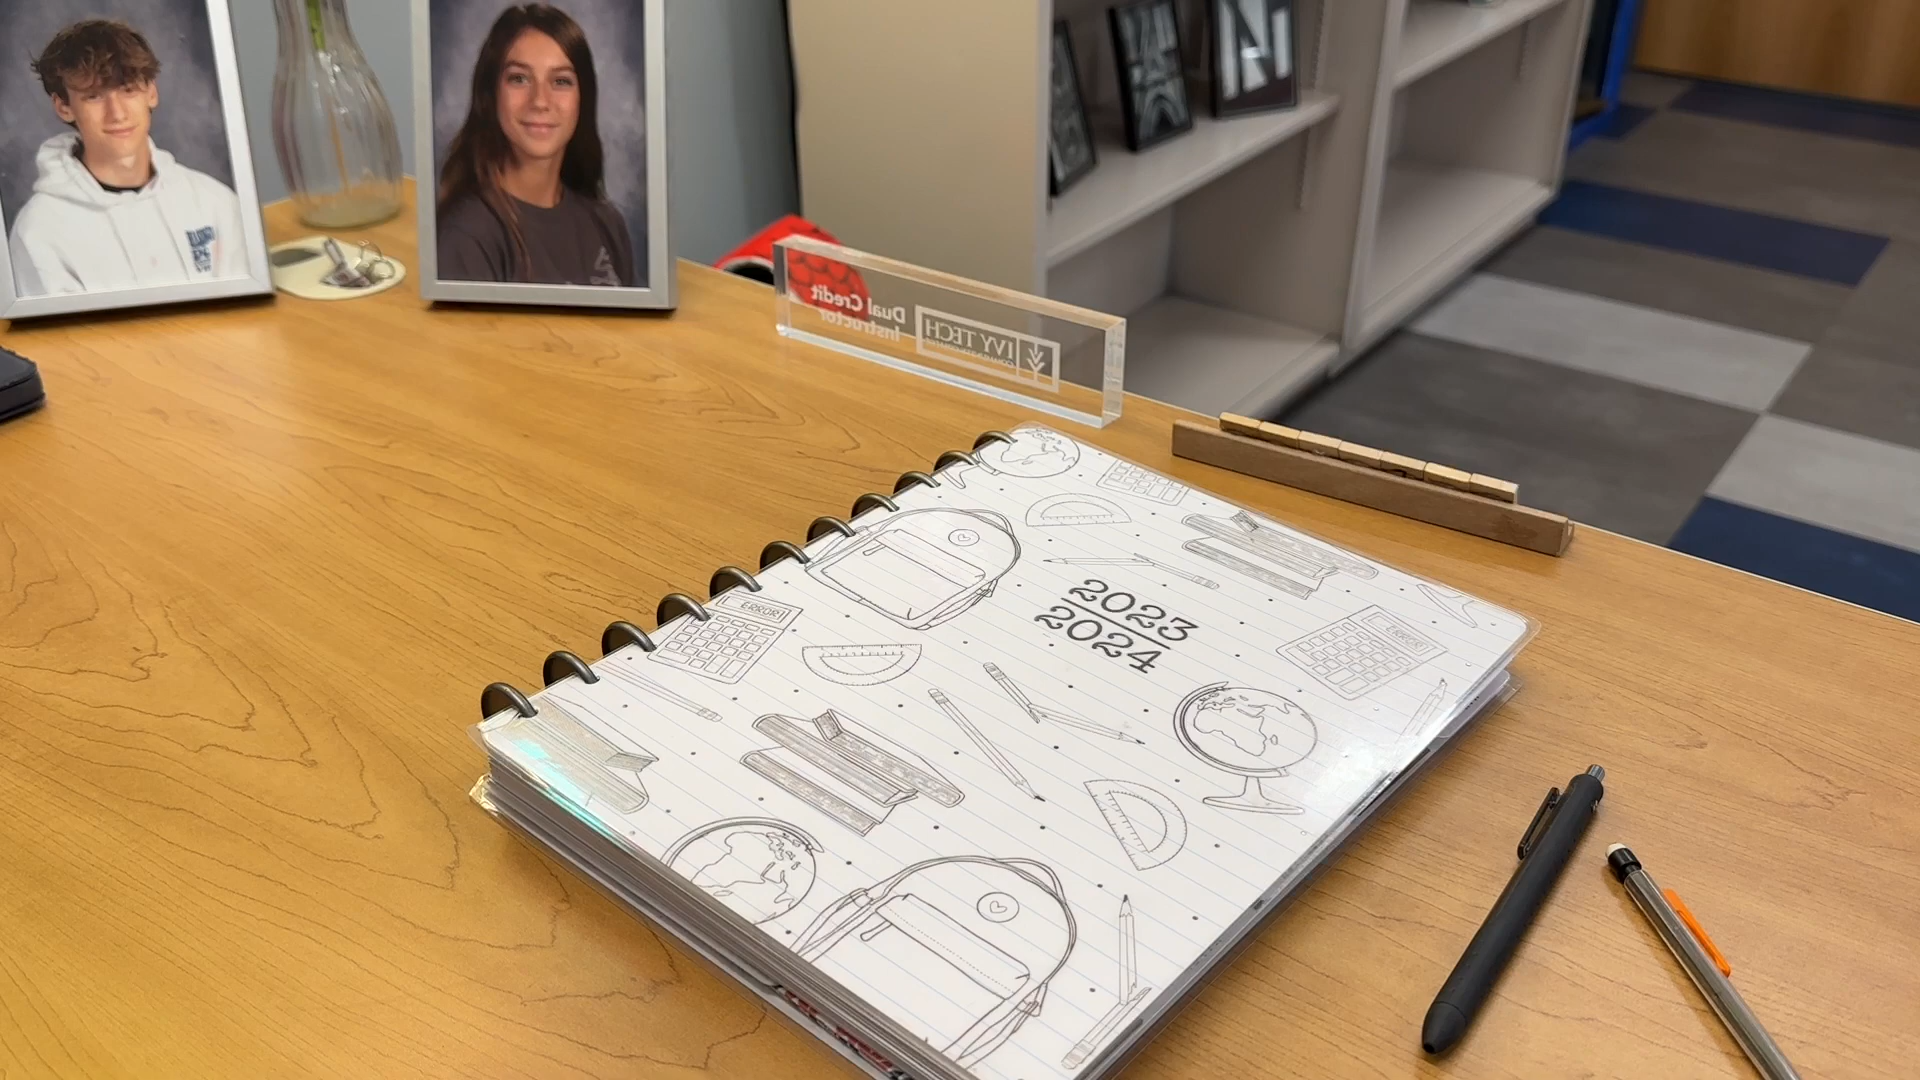 Dual Credit
Instructor
IVY TECH
2023
2024
ERROR
ERROR